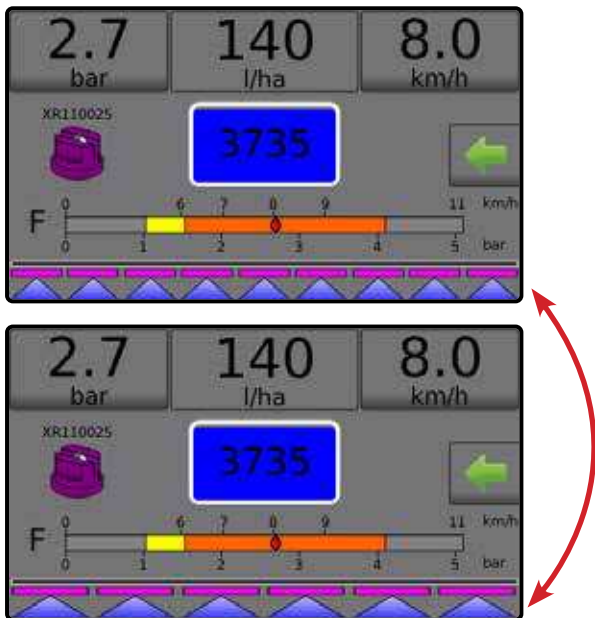 2.7 140 8.0
bar l/ha km/h
XR110025
3735
0 6 7 8 9 11 km/h
F
0 1 2 3 4 5 bar
2.7 140 8.0
bar l/ha km/h
XR110025
3735
0 6 7 8 9 11 km/h
F
0 1 2 3 4 5 bar